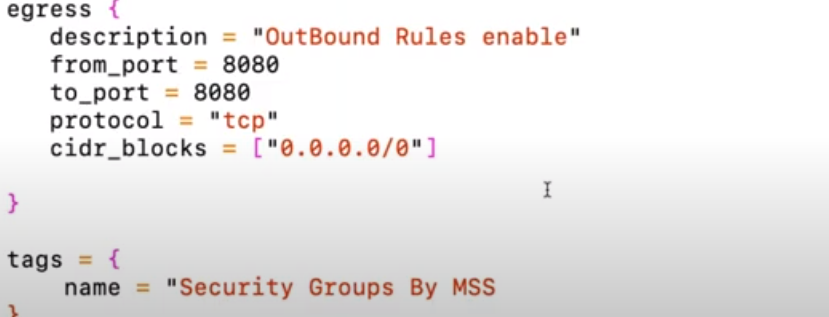 egress {
description = "OutBound Rules enable"
from_port = 8080
to_port = 8080
protocol = "tcp"
cidr_blocks = ["0.0.0.0/0"]
}
tags = {
name = "Security Groups By MSS
}